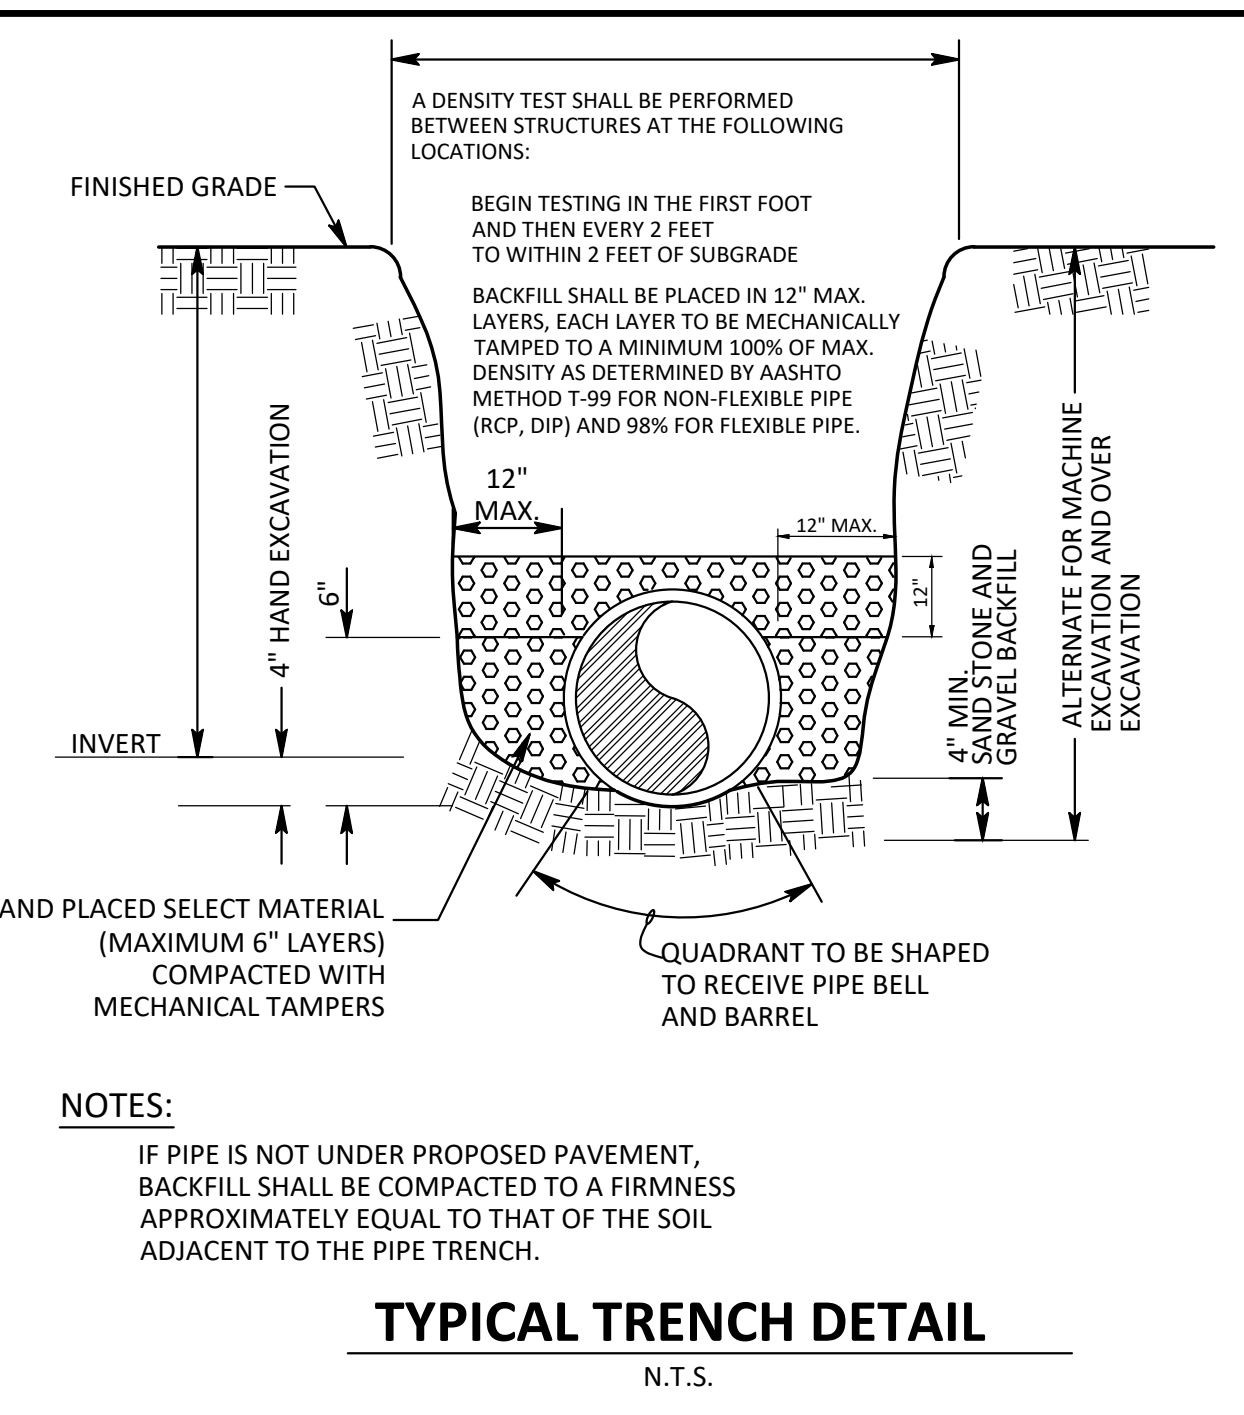 A DENSITY TEST SHALL BE PERFORMED
BETWEEN STRUCTURES AT THE FOLLOWING
LOCATIONS:
FINISHED GRADE
BEGIN TESTING IN THE FIRST FOOT
AND THEN EVERY 2 FEET
TO WITHIN 2 FEET OF SUBGRADE
BACKFILL SHALL BE PLACED IN 12" MAX.
LAYERS, EACH LAYER TO BE MECHANICALLY
TAMPED TO A MINIMUM 100% OF MAX.
DENSITY AS DETERMINED BY AASHTO
METHOD T-99 FOR NON-FLEXIBLE PIPE
(RCP, DIP) AND 98% FOR FLEXIBLE PIPE.
12"
MAX.
12" MAX.
12"
6"
4" HAND EXCAVATION
4" MIN.
SAND STONE AND
GRAVEL BACKFILL
ALTERNATE FOR MACHINE
EXCAVATION AND OVER
EXCAVATION
INVERT
AND PLACED SELECT MATERIAL
(MAXIMUM 6" LAYERS)
COMPACTED WITH
MECHANICAL TAMPERS
QUADRANT TO BE SHAPED
TO RECEIVE PIPE BELL
AND BARREL
NOTES:
IF PIPE IS NOT UNDER PROPOSED PAVEMENT,
BACKFILL SHALL BE COMPACTED TO A FIRMNESS
APPROXIMATELY EQUAL TO THAT OF THE SOIL
ADJACENT TO THE PIPE TRENCH.
TYPICAL TRENCH DETAIL
N.T.S.